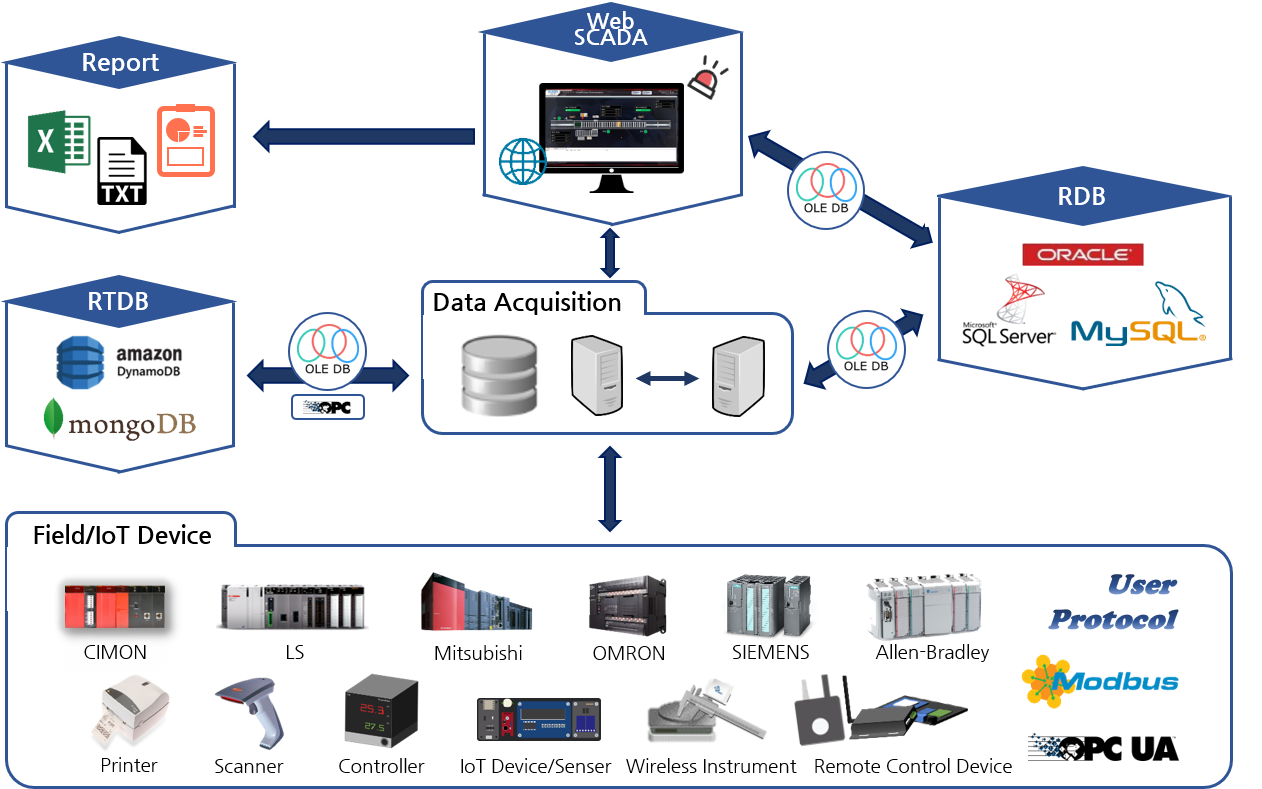 Web
SCADA
Report
X
TXT
OLE DB
RDB
ORACLE
Microsoft
SQL Server
MySQL
RTDB
amazon
DynamoDB
mongoDB
OLE DB
OPC
Data Acquisition
OLE DB
Field/IoT Device
User
Protocol
CIMON
LS
Mitsubishi
OMRON
SIEMENS
Allen-Bradley
Modbus
25.3
27.5
OPC UA
Printer
Scanner
Controller
IoT Device/Senser
Wireless Instrument
Remote Control Device